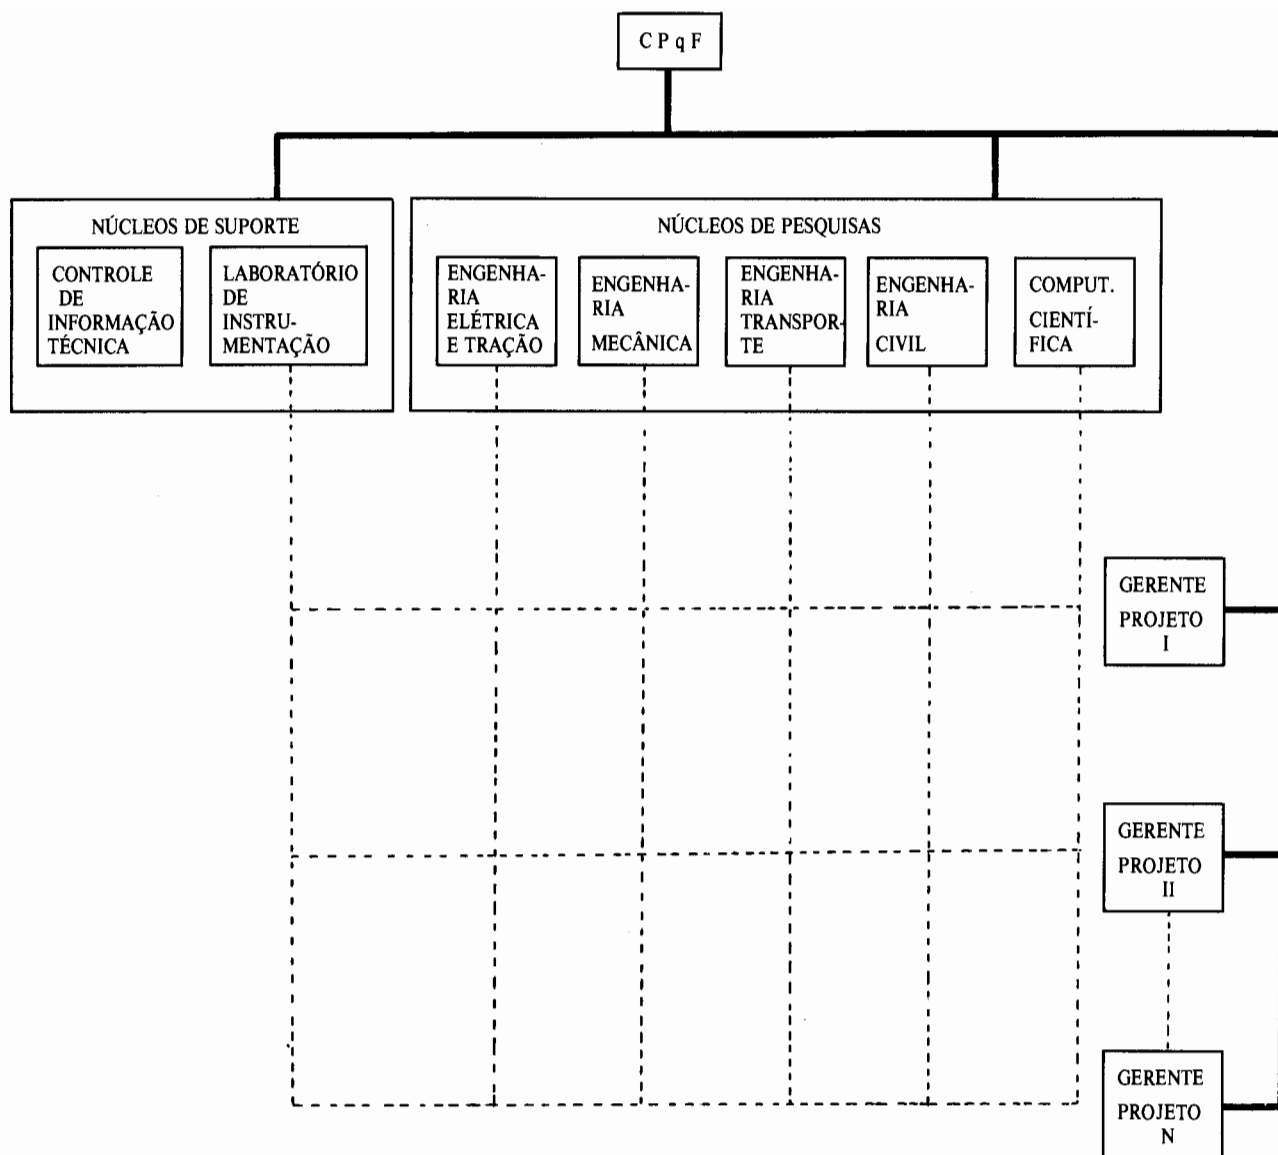 CPqF
NÚCLEOS DE SUPORTE
CONTROLE
DE
INFORMAÇÃO
TÉCNICA
LABORATÓRIO
DE
INSTRU-
MENTAÇÃO
NÚCLEOS DE PESQUISAS
ENGENHA-
RIA
ELÉTRICA
E TRAÇÃO
ENGENHA-
RIA
MECÂNICA
ENGENHA-
RIA
TRANSPOR-
TE
ENGENHA-
RIA
CIVIL
COMPUT.
CIENTÍ-
FICA
GERENTE
PROJETO
I
GERENTE
PROJETO
II
GERENTE
PROJETO
N